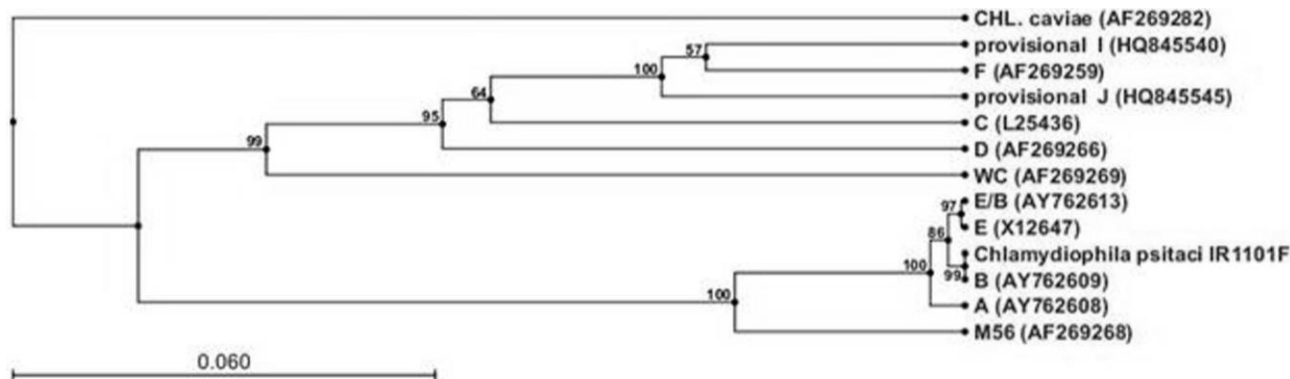 CHL. caviae (AF269282)
provisional I (HQ845540)
57
F (AF269259)
100
provisional J (HQ845545)
64
C (L25436)
95
D (AF269266)
99
WC (AF269269)
E/B (AY762613)
97
E (X12647)
86
Chlamydiophila psitaci IR1101F
100
99
B (AY762609)
A (AY762608)
100
M56 (AF269268)
0.060